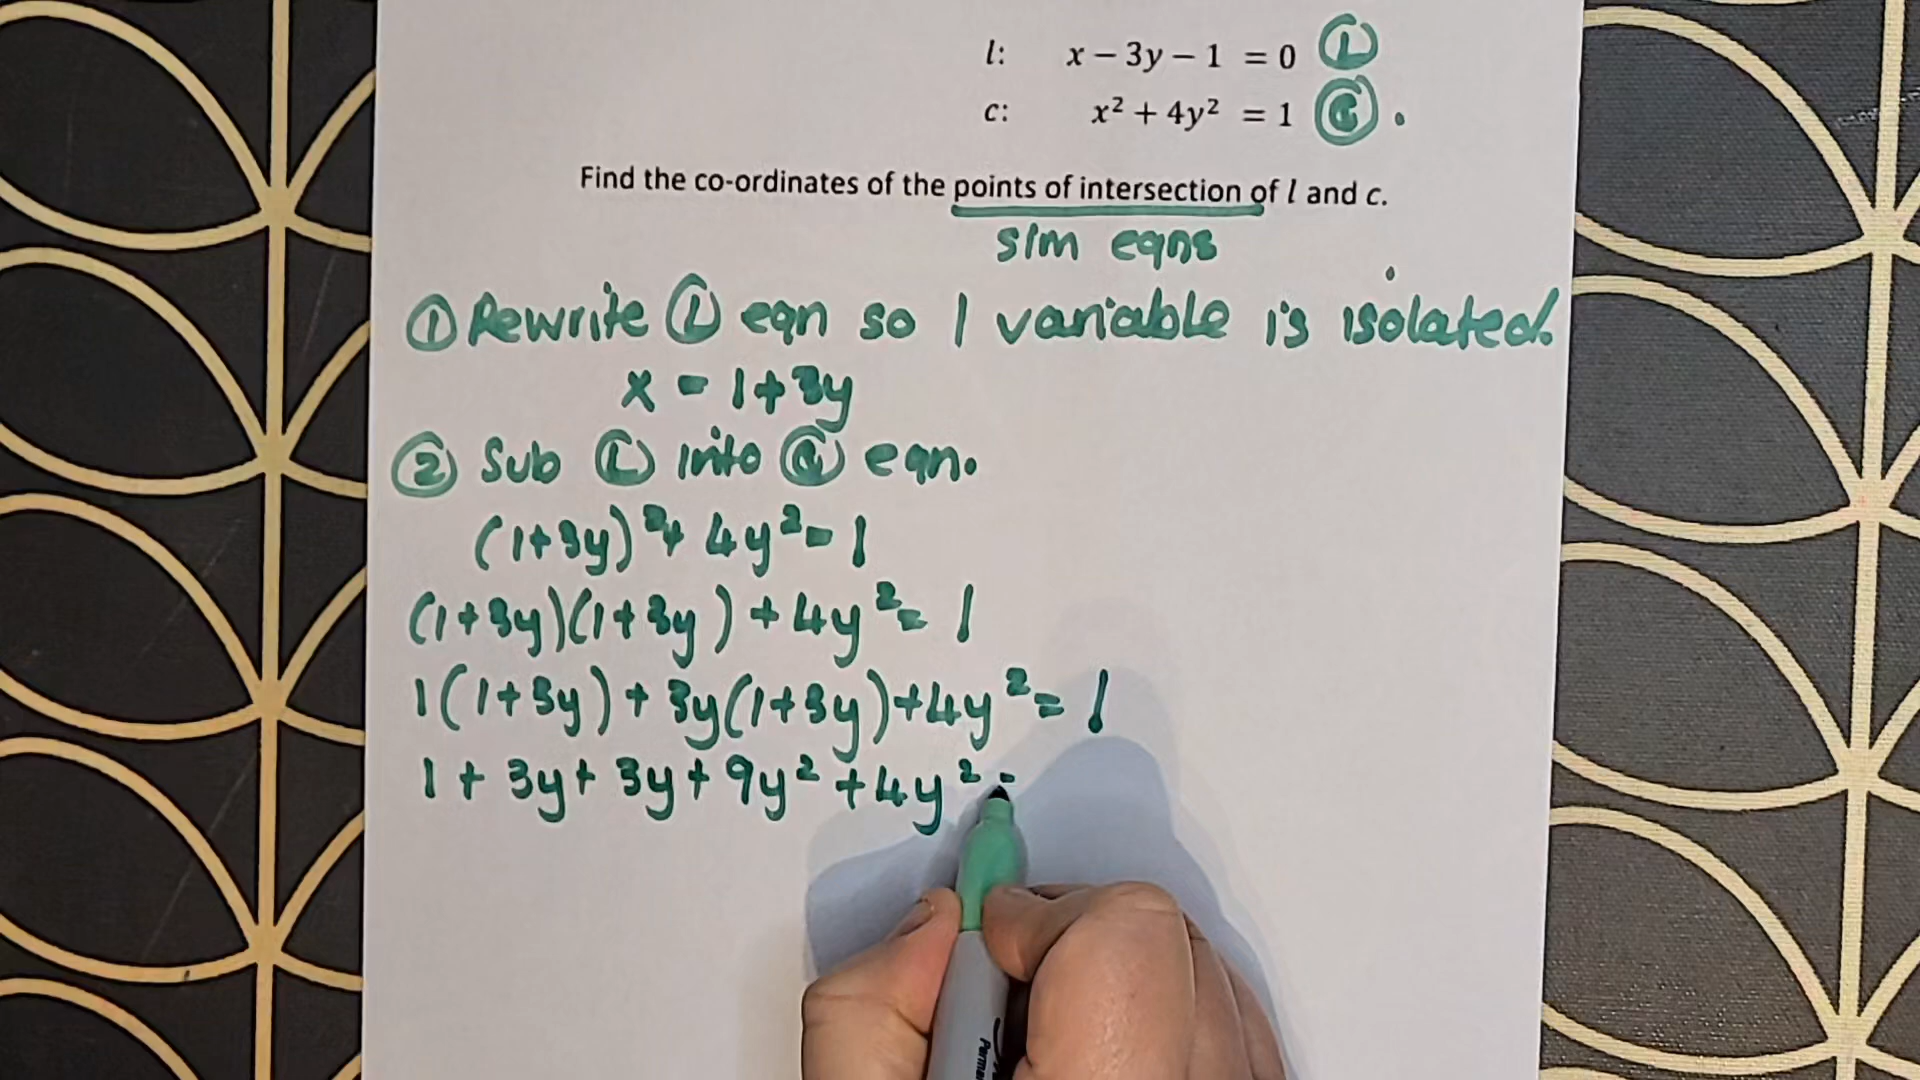 l: x − 3y − 1 = 0 Ⓛ
c: x² + 4y² = 1 Ⓒ .
Find the co-ordinates of the points of intersection of l and c.
sim eqns
① Rewrite Ⓛ eqn so 1 variable is isolated.
x = 1+3y
② Sub Ⓛ into Ⓒ eqn.
(1+3y)²+ 4y²= 1
(1+3y)(1+3y) + 4y²= 1
1(1+3y) + 3y(1+3y)+4y²= 1
1 + 3y + 3y + 9y² + 4y² =